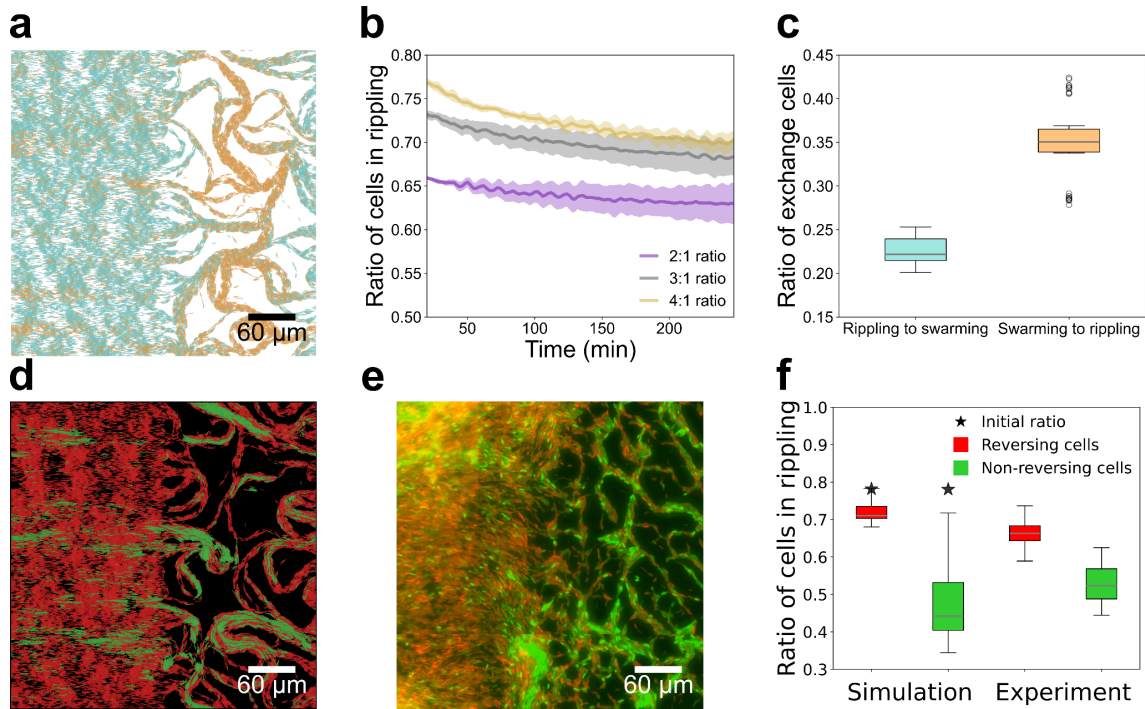 a
60 µm
b
Ratio of cells in rippling
0.80
0.75
0.70
0.65
0.60
0.55
0.50
2:1 ratio
3:1 ratio
4:1 ratio
50
100
150
200
Time (min)
c
Ratio of exchange cells
0.45
0.40
0.35
0.30
0.25
0.20
0.15
Rippling to swarming
Swarming to rippling
d
60 µm
e
60 µm
f
Ratio of cells in rippling
1.0
0.9
0.8
0.7
0.6
0.5
0.4
0.3
Initial ratio
Reversing cells
Non-reversing cells
Simulation
Experiment